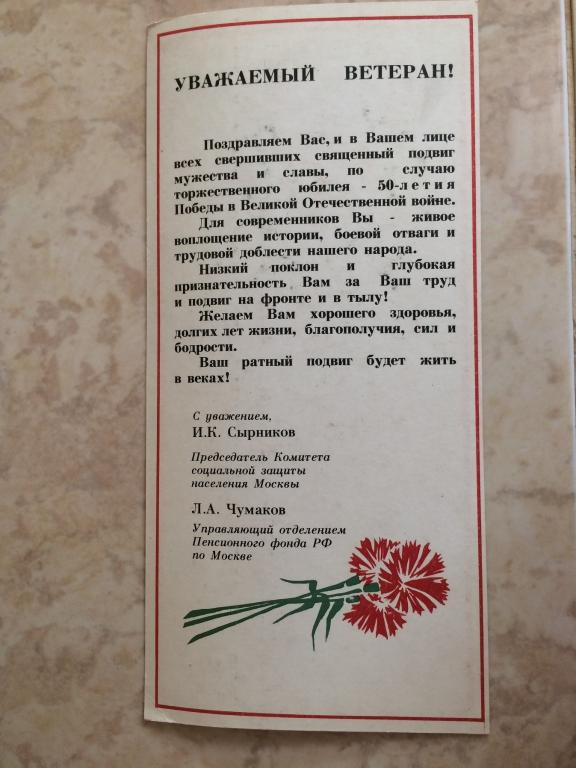 УВАЖАЕМЫЙ ВЕТЕРАН!
Поздравляем Вас, и в Вашем лице
всех свершивших священный подвиг
мужества и славы, по случаю
торжественного юбилея - 50-летия
Победы в Великой Отечественной войне.
Для современников Вы - живое
воплощение истории, боевой отваги и
трудовой доблести нашего народа.
Низкий поклон и глубокая
признательность Вам за Ваш труд
и подвиг на фронте и в тылу!
Желаем Вам хорошего здоровья,
долгих лет жизни, благополучия, сил и
бодрости.
Ваш ратный подвиг будет жить
в веках!
С уважением,
И.К. Сырников
Председатель Комитета
социальной защиты
населения Москвы
Л.А. Чумаков
Управляющий отделением
Пенсионного фонда РФ
по Москве